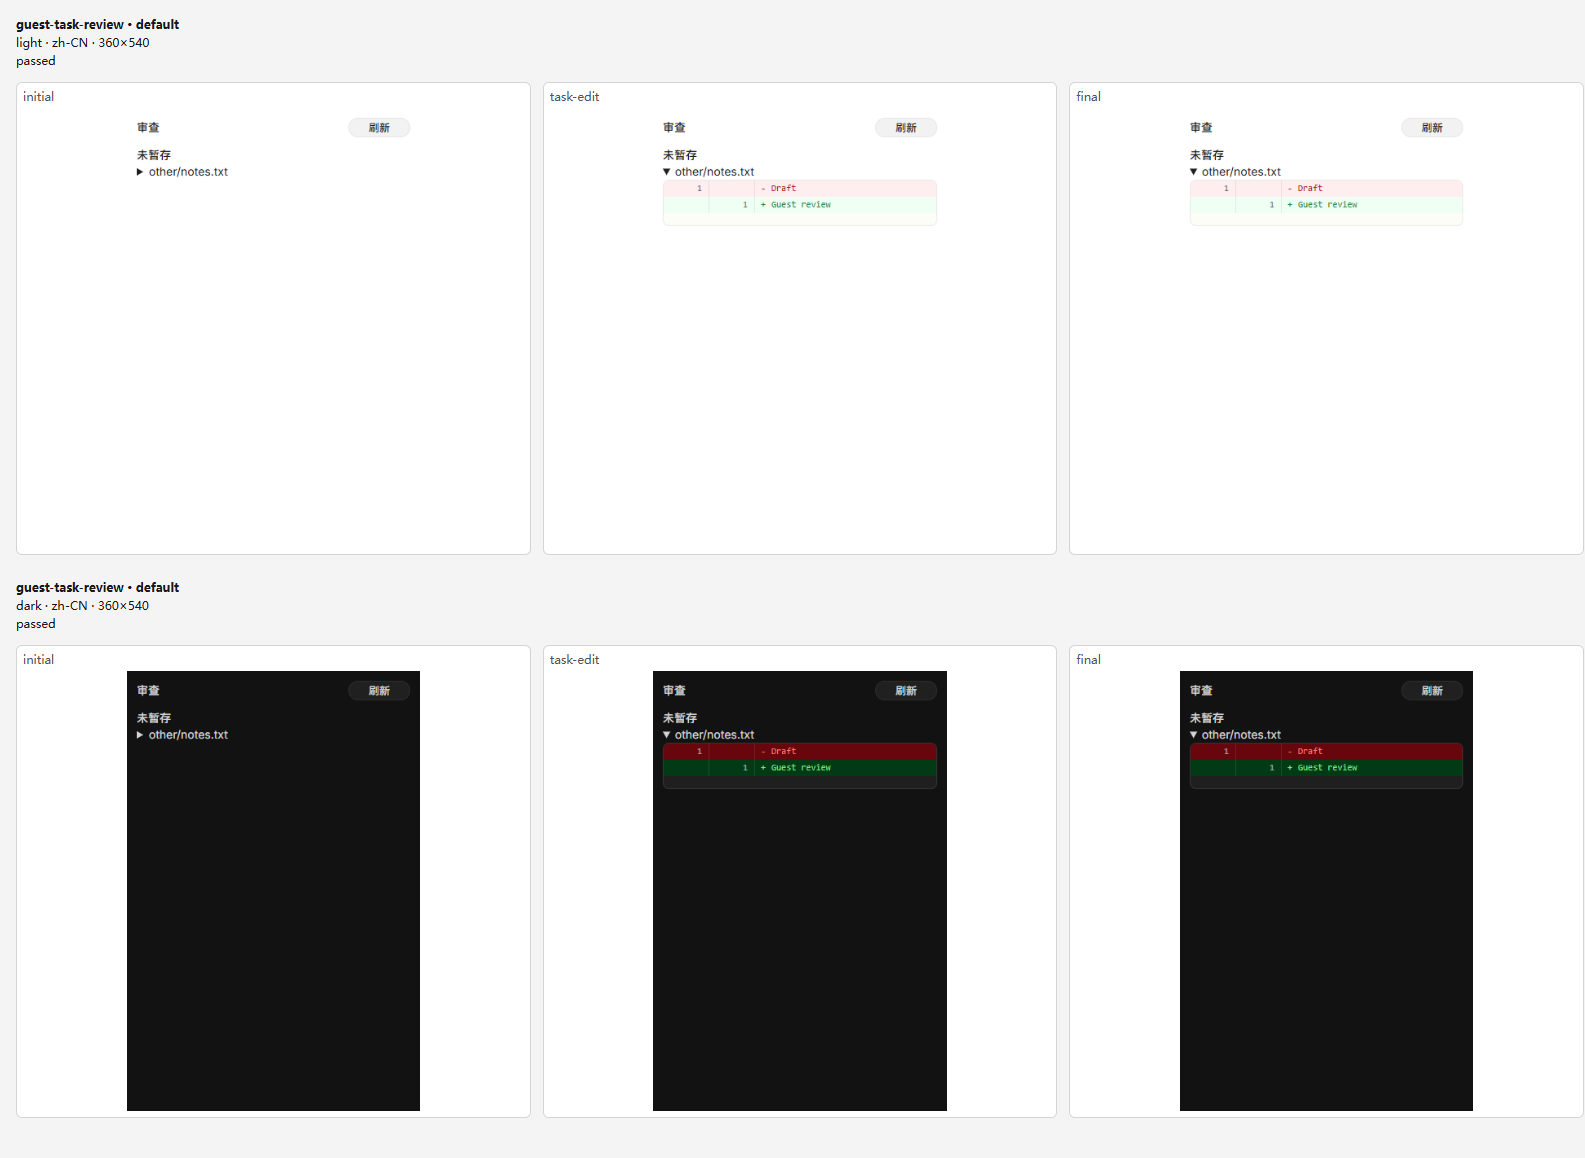 guest-task-review • default
light · zh-CN · 360×540
passed
initial
审查
刷新
未暂存
▶ other/notes.txt
task-edit
审查
刷新
未暂存
▼ other/notes.txt
1 - Draft
1 + Guest review
final
审查
刷新
未暂存
▼ other/notes.txt
1 - Draft
1 + Guest review
guest-task-review • default
dark · zh-CN · 360×540
passed
initial
审查
刷新
未暂存
▶ other/notes.txt
task-edit
审查
刷新
未暂存
▼ other/notes.txt
1 - Draft
1 + Guest review
final
审查
刷新
未暂存
▼ other/notes.txt
1 - Draft
1 + Guest review